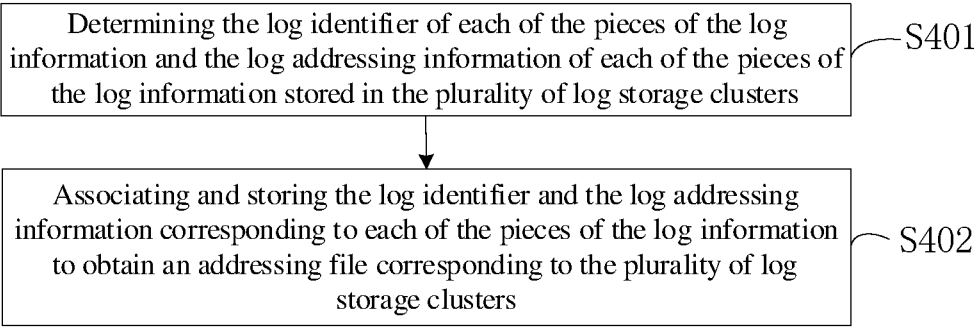 Determining the log identifier of each of the pieces of the log
information and the log addressing information of each of the pieces of
the log information stored in the plurality of log storage clusters
S401
Associating and storing the log identifier and the log addressing
information corresponding to each of the pieces of the log information
to obtain an addressing file corresponding to the plurality of log
storage clusters
S402